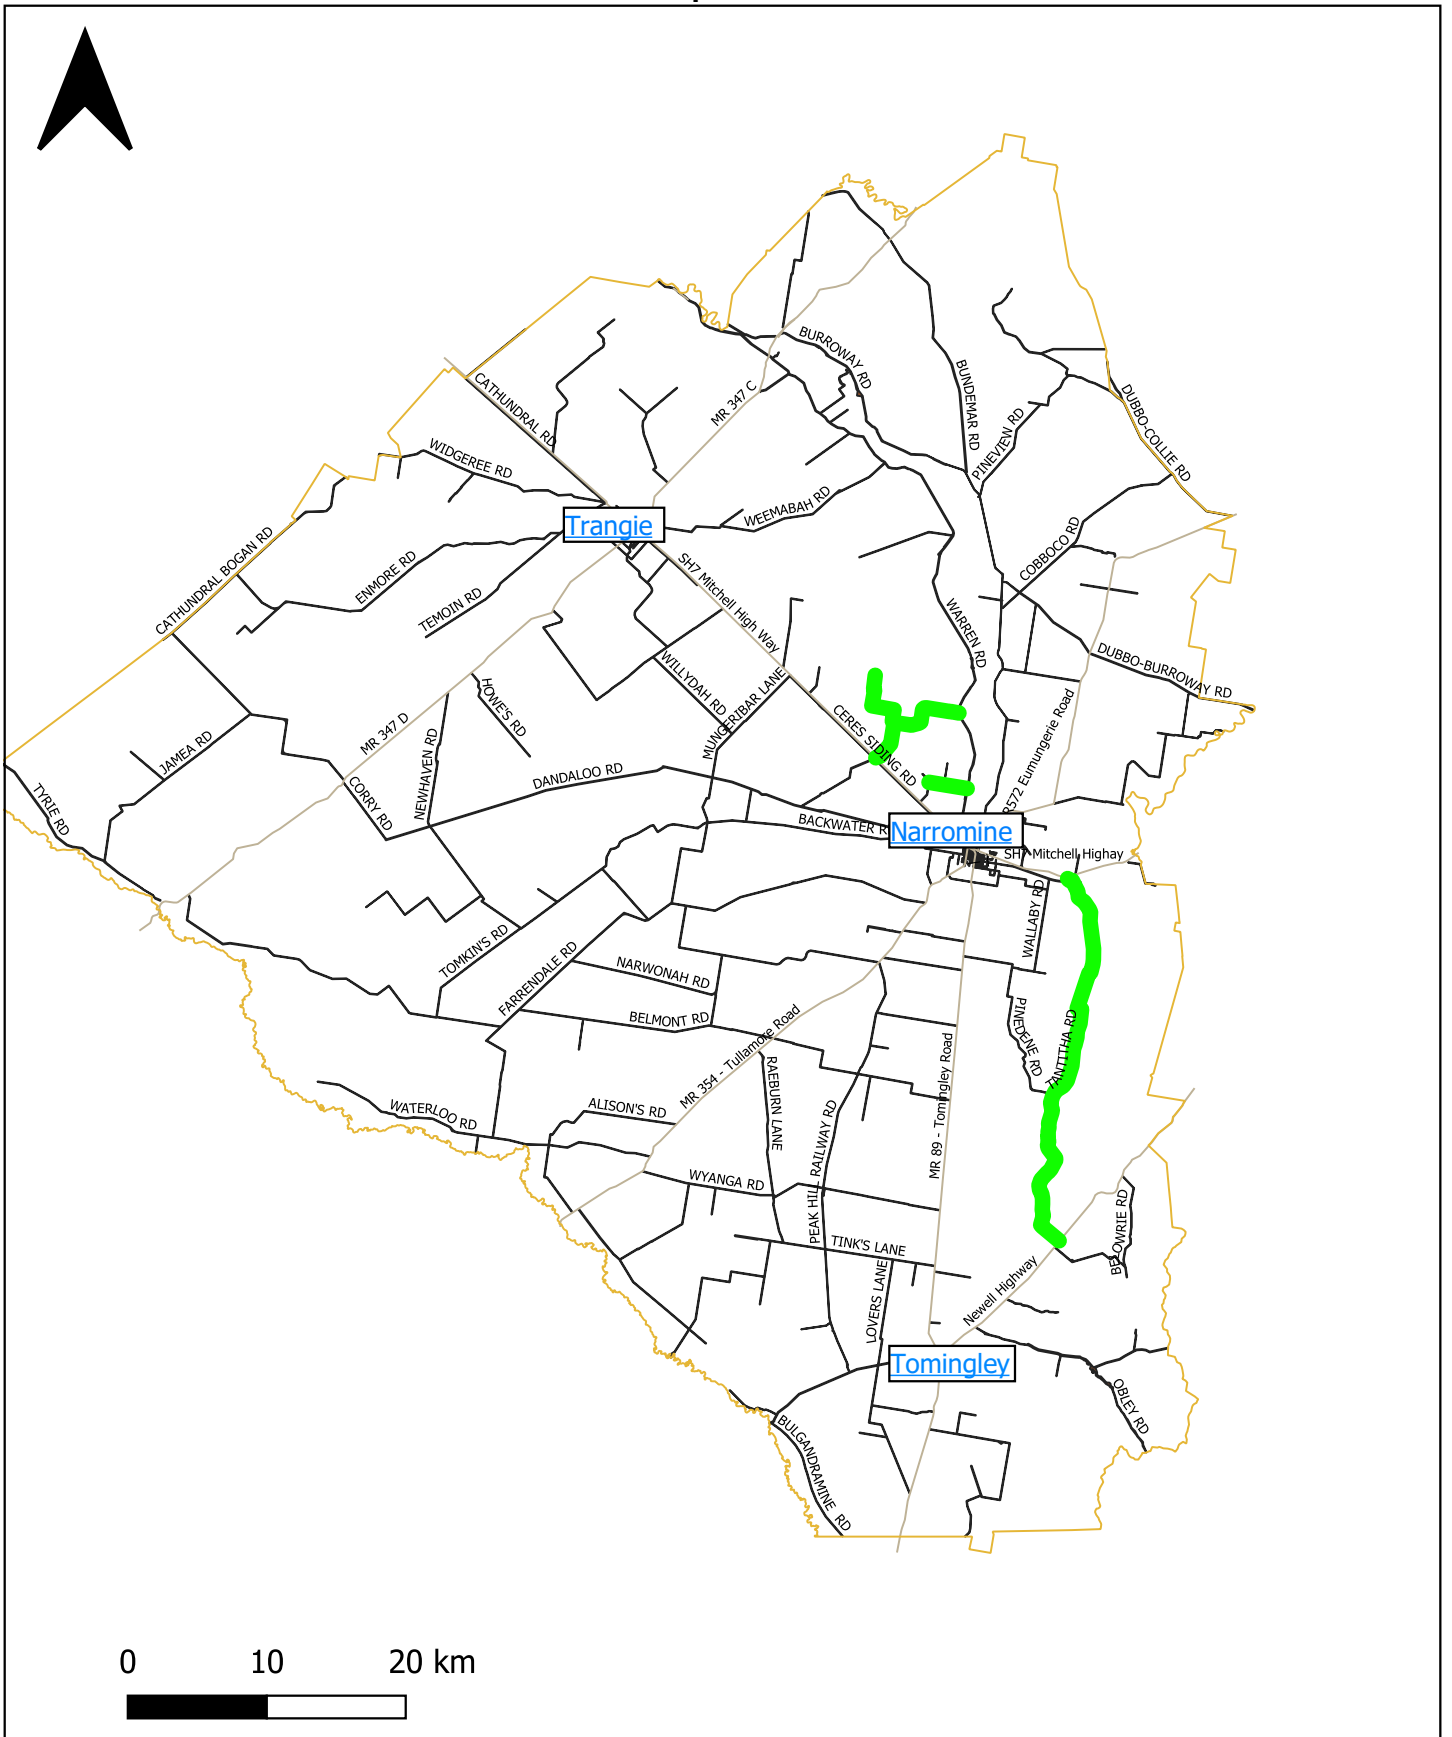 BURROWAY RD
BUNDEMAR RD
CATHUNDRAL RD
MR 347 C
PINEVIEW RD
DUBBO-COLLIE RD
WIDGEREE RD
WEEMABAH RD
Trangie
COBBOCO RD
CATHUNDRAL BOGAN RD
ENMORE RD
TEMOIN RD
SH7 Mitchell High Way
WARREN RD
DUBBO-BURROWAY RD
WILLYDAH RD
MUNGERIBAR LANE
HOWE'S RD
MR 347 D
NEWHAVEN RD
CERES SIDING RD
R572 Eumungerie Road
JAMEA RD
DANDALOO RD
TYRIE RD
CORRY RD
BACKWATER R
Narromine
SH7 Mitchell Highay
WALLABY RD
TOMKIN'S RD
FARRENDALE RD
NARWONAH RD
BELMONT RD
PINEDENE RD
TANTITHA RD
MR 354 - Tullamore Road
MR 89 - Tomingley Road
RAEBURN LANE
WATERLOO RD
ALISON'S RD
PEAK HILL RAILWAY RD
WYANGA RD
BELOWRIE RD
TINK'S LANE
LOVERS LANE
Newell Highway
Tomingley
OBLEY RD
BULGANDRAMINE RD
0 10 20 km